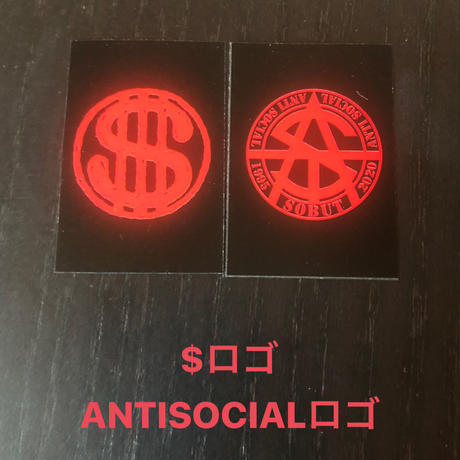 $
ANTI SOCIAL ANTI SOCIAL
1995 SOBUT 2020
$ロゴ
ANTISOCIALロゴ